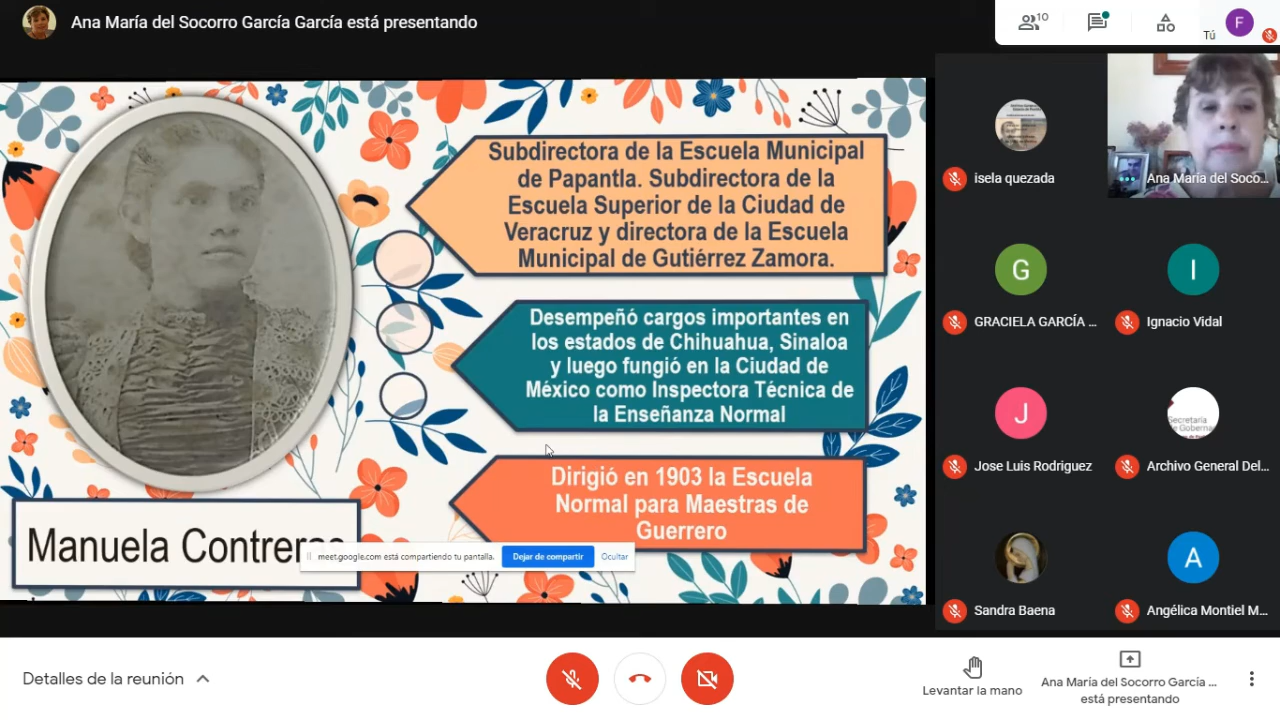 Ana María del Socorro García García está presentando
10
Tú
F
Subdirectora de la Escuela Municipal
de Papantla. Subdirectora de la
Escuela Superior de la Ciudad de
Veracruz y directora de la Escuela
Municipal de Gutiérrez Zamora.
Desempeñó cargos importantes en
los estados de Chihuahua, Sinaloa
y luego fungió en la Ciudad de
México como Inspectora Técnica de
la Enseñanza Normal
Dirigió en 1903 la Escuela
Normal para Maestras de
Guerrero
Manuela Contreras
meet.google.com está compartiendo tu pantalla.
Dejar de compartir
Ocultar
isela quezada
Ana María del Soco...
G
GRACIELA GARCÍA ...
I
Ignacio Vidal
J
Jose Luis Rodriguez
Secretaría
de Goberna
Archivo General Del...
Sandra Baena
A
Angélica Montiel M...
Detalles de la reunión
Levantar la mano
Ana María del Socorro García ...
está presentando